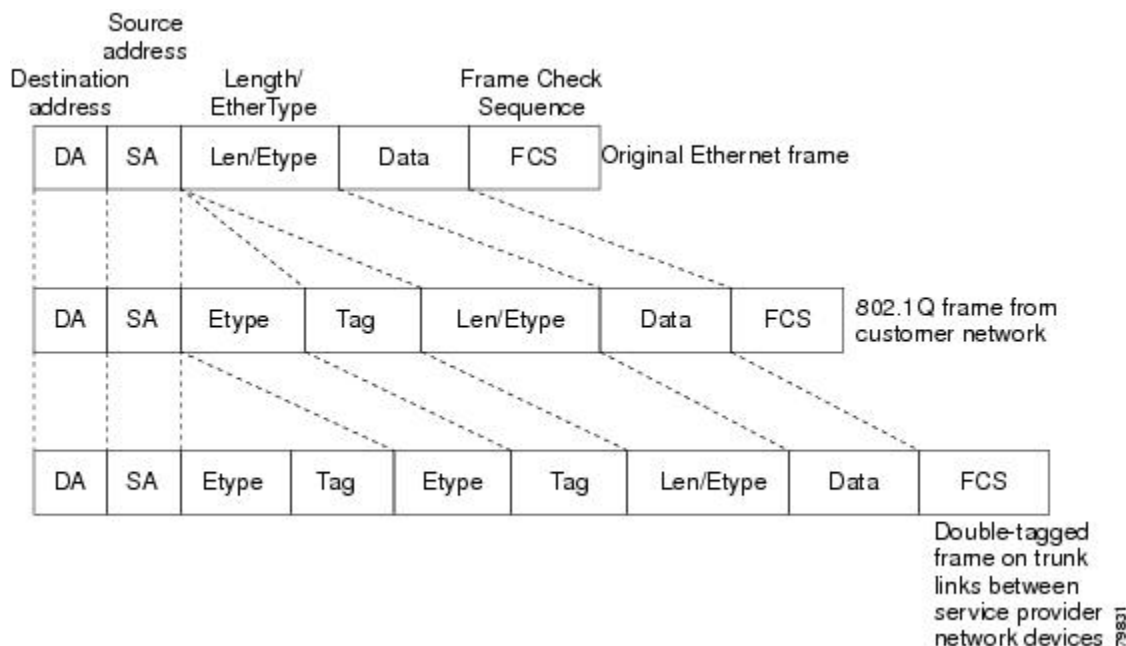 Source
address
Destination
address
Length/
EtherType
Frame Check
Sequence
DA SA Len/Etype Data FCS Original Ethernet frame
DA SA Etype Tag Len/Etype Data FCS 802.1Q frame from
customer network
DA SA Etype Tag Etype Tag Len/Etype Data FCS
Double-tagged
frame on trunk
links between
service provider
network devices
79831